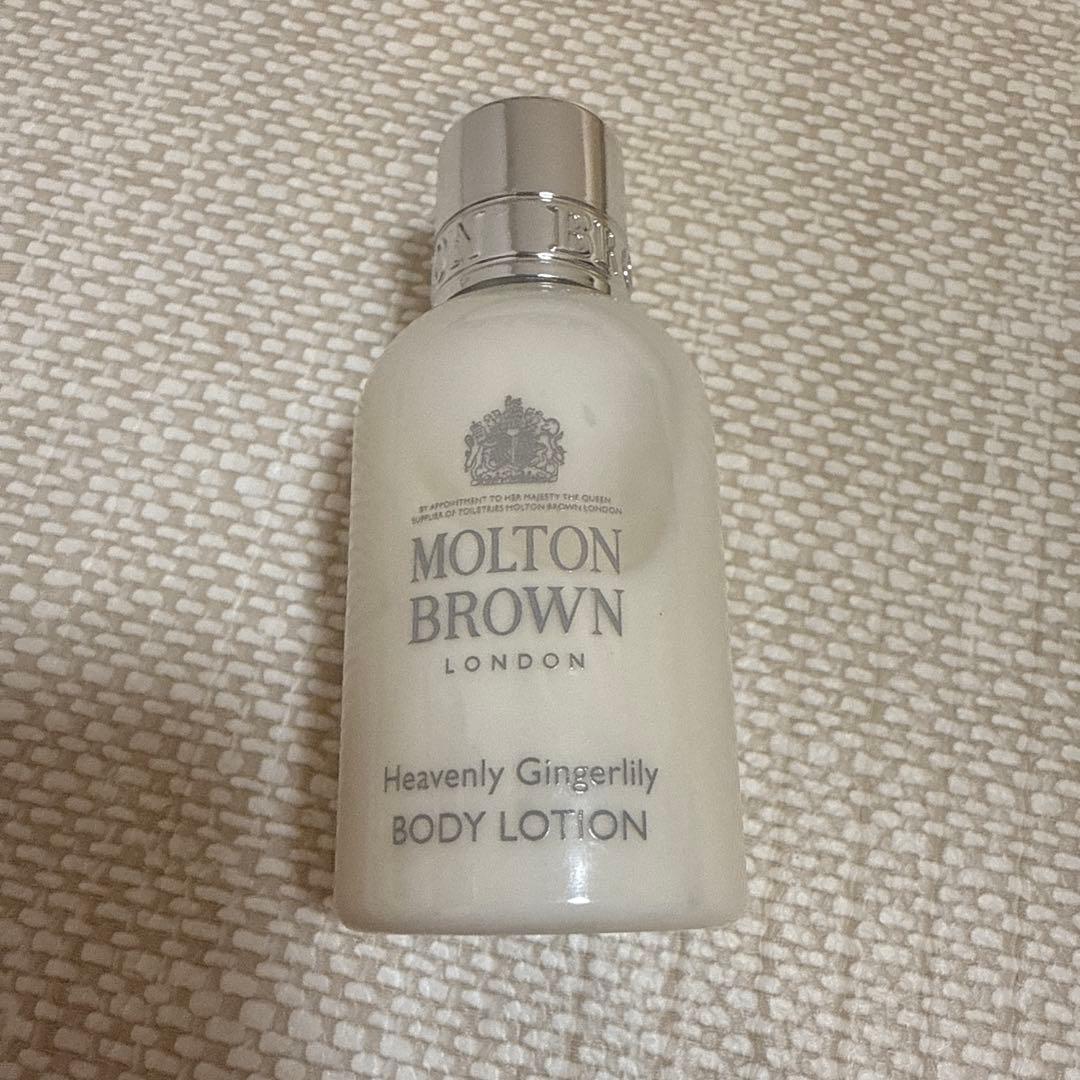 BY APPOINTMENT TO HER MAJESTY THE QUEEN
SUPPLIER OF TOILETRIES MOLTON BROWN LONDON
MOLTON
BROWN
LONDON
Heavenly Gingerlily
BODY LOTION